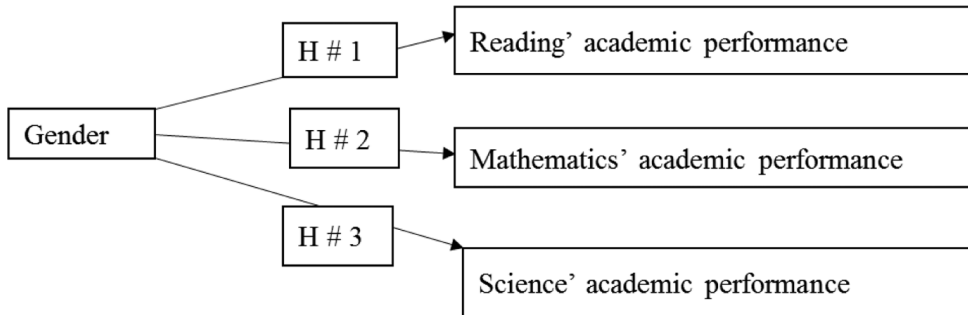 H # 1
Reading’ academic performance
Gender
H # 2
Mathematics’ academic performance
H # 3
Science’ academic performance